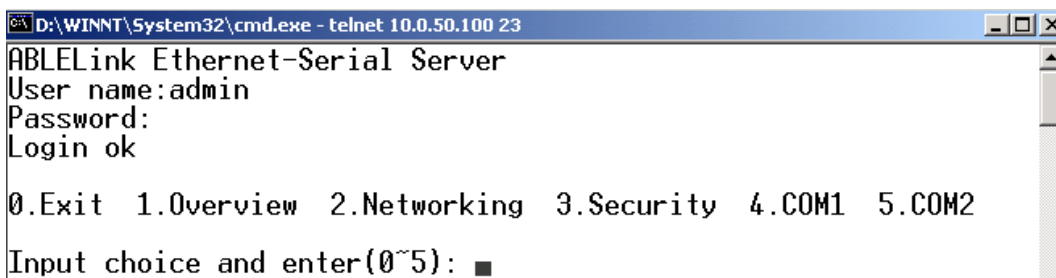 D:\WINNT\System32\cmd.exe - telnet 10.0.50.100 23
ABLELink Ethernet-Serial Server
User name:admin
Password:
Login ok
0.Exit  1.Overview  2.Networking  3.Security  4.COM1  5.COM2
Input choice and enter(0~5):